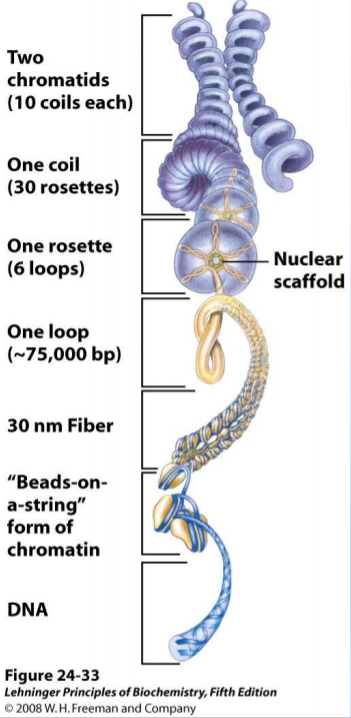 Two
chromatids
(10 coils each)
One coil
(30 rosettes)
One rosette
(6 loops)
Nuclear
scaffold
One loop
(~75,000 bp)
30 nm Fiber
“Beads-on-
a-string”
form of
chromatin
DNA
Figure 24-33
Lehninger Principles of Biochemistry, Fifth Edition
© 2008 W. H. Freeman and Company